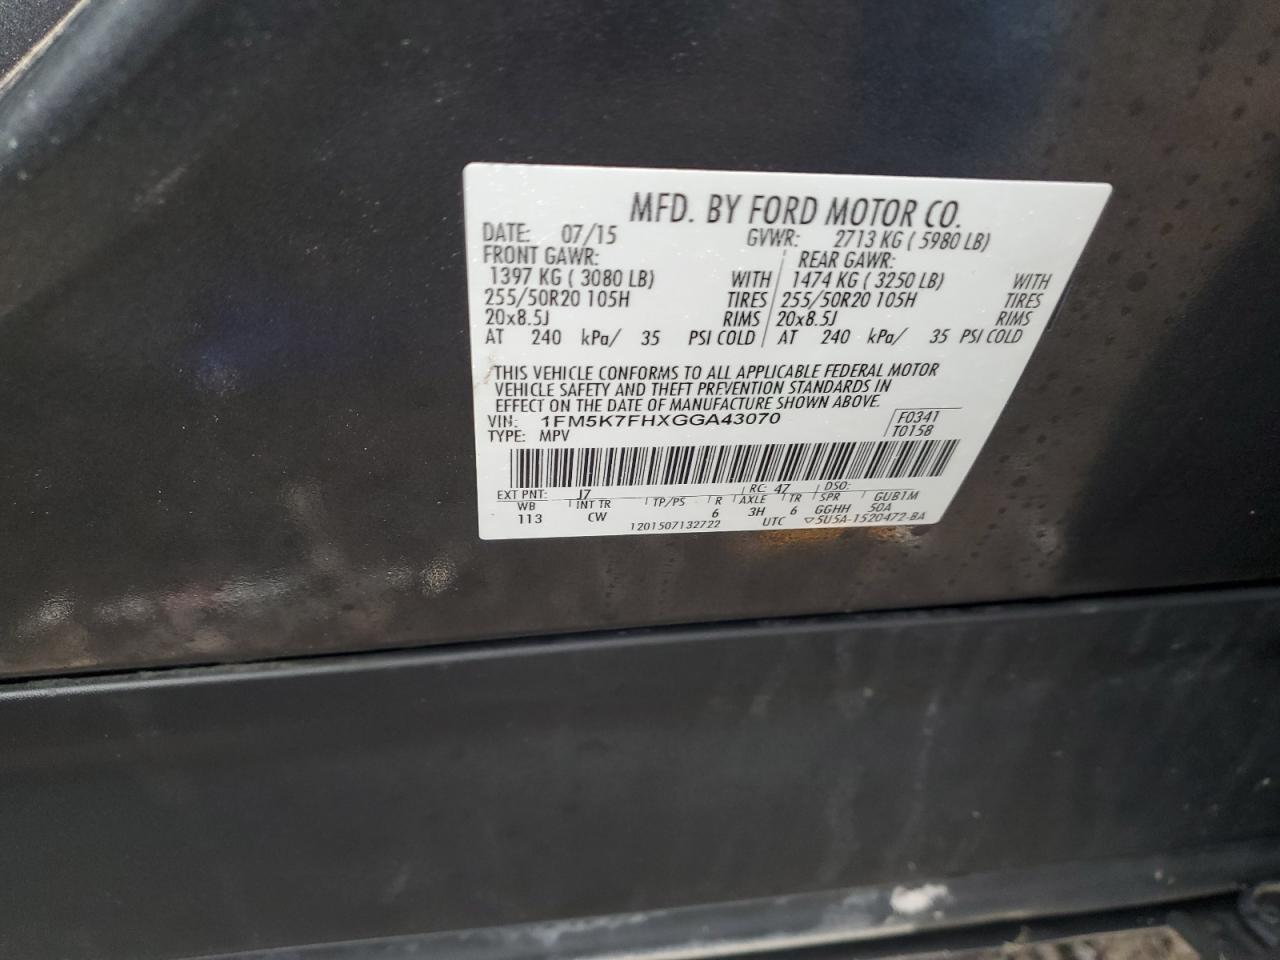 MFD. BY FORD MOTOR CO.
DATE: 07/15 GVWR: 2713 KG ( 5980 LB)
FRONT GAWR: REAR GAWR:
1397 KG ( 3080 LB) WITH 1474 KG ( 3250 LB) WITH
255/50R20 105H TIRES 255/50R20 105H TIRES
20x8.5J RIMS 20x8.5J RIMS
AT 240 kPa/ 35 PSI COLD AT 240 kPa/ 35 PSI COLD
THIS VEHICLE CONFORMS TO ALL APPLICABLE FEDERAL MOTOR
VEHICLE SAFETY AND THEFT PREVENTION STANDARDS IN
EFFECT ON THE DATE OF MANUFACTURE SHOWN ABOVE.
VIN: 1FM5K7FHXGGA43070 F0341
TYPE: MPV T0158
EXT PNT: J7 RC: 47 DSO:
WB INT TR TP/PS R AXLE TR SPR GUB1M
113 CW 6 3H 6 GGHH 50A
1201507132722 UTC ▽5U5A-1520472-BA